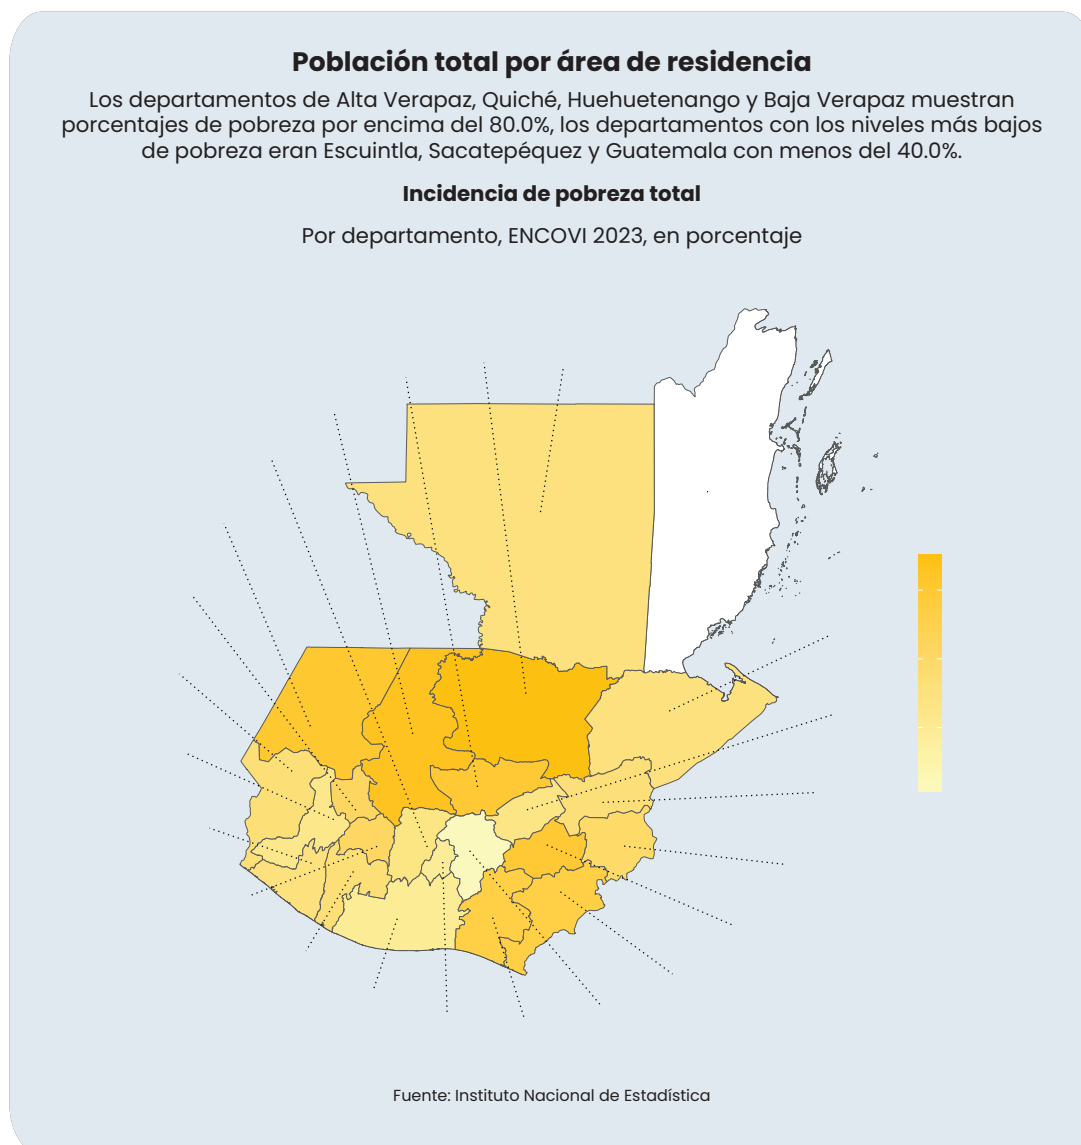 Población total por área de residencia
Los departamentos de Alta Verapaz, Quiché, Huehuetenango y Baja Verapaz muestran
porcentajes de pobreza por encima del 80.0%, los departamentos con los niveles más bajos
de pobreza eran Escuintla, Sacatepéquez y Guatemala con menos del 40.0%.
Incidencia de pobreza total
Por departamento, ENCOVI 2023, en porcentaje
Fuente: Instituto Nacional de Estadística